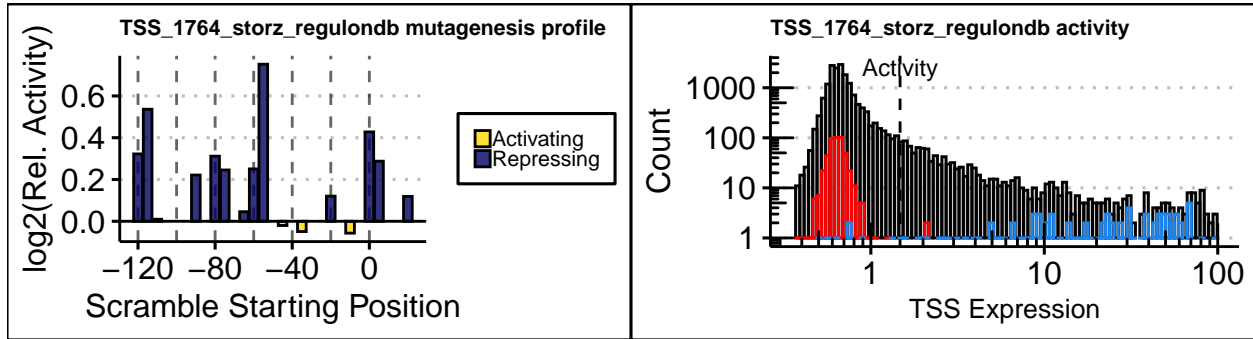 TSS_1764_storz_regulondb mutagenesis profile
log2(Rel. Activity)
0.6
0.4
0.2
0.0
−120
−80
−40
0
Scramble Starting Position
Activating
Repressing
TSS_1764_storz_regulondb activity
Activity
Count
1000
100
10
1
1
10
100
TSS Expression